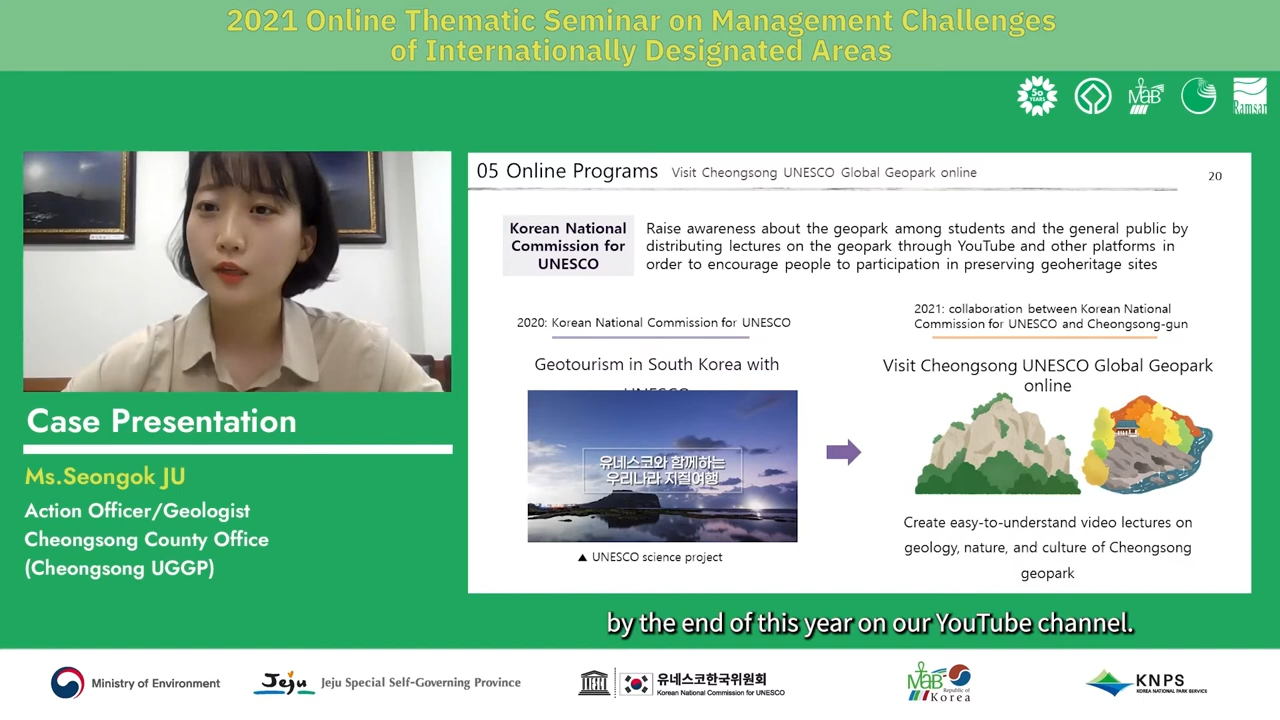 2021 Online Thematic Seminar on Management Challenges
of Internationally Designated Areas
50
YEARS
MaB
Ramsar
05 Online Programs Visit Cheongsong UNESCO Global Geopark online
20
Korean National
Commission for
UNESCO
Raise awareness about the geopark among students and the general public by
distributing lectures on the geopark through YouTube and other platforms in
order to encourage people to participation in preserving geoheritage sites
2020: Korean National Commission for UNESCO
Geotourism in South Korea with
UNESCO
유네스코와 함께하는
우리나라 지질여행
▲ UNESCO science project
2021: collaboration between Korean National
Commission for UNESCO and Cheongsong-gun
Visit Cheongsong UNESCO Global Geopark
online
Create easy-to-understand video lectures on
geology, nature, and culture of Cheongsong
geopark
Case Presentation
Ms.Seongok JU
Action Officer/Geologist
Cheongsong County Office
(Cheongsong UGGP)
by the end of this year on our YouTube channel.
Ministry of Environment
Jeju Jeju Special Self-Governing Province
유네스코한국위원회
Korean National Commission for UNESCO
MaB Republic of
Korea
KNPS
KOREA NATIONAL PARK SERVICE